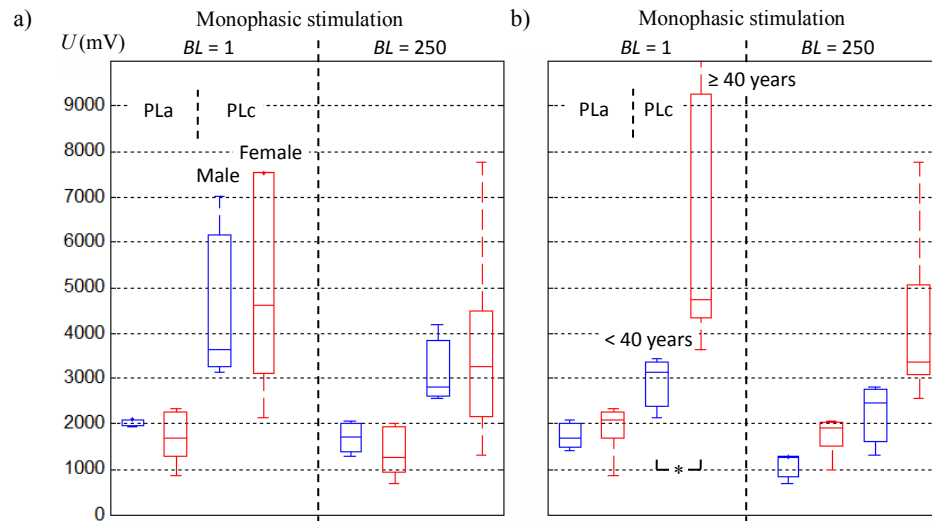 a)
Monophasic stimulation
U(mV)
BL = 1
BL = 250
PLa
PLc
Male
Female
9000
8000
7000
6000
5000
4000
3000
2000
1000
0
b)
Monophasic stimulation
BL = 1
BL = 250
PLa
PLc
≥ 40 years
< 40 years
*